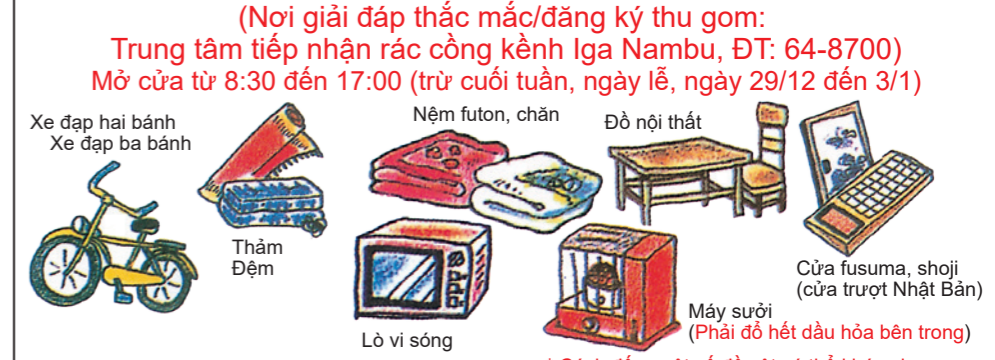 (Nơi giải đáp thắc mắc/đăng ký thu gom:
Trung tâm tiếp nhận rác cồng kềnh Iga Nambu, ĐT: 64-8700)
Mở cửa từ 8:30 đến 17:00 (trừ cuối tuần, ngày lễ, ngày 29/12 đến 3/1)
Xe đạp hai bánh
Xe đạp ba bánh
Thảm
Đệm
Nệm futon, chăn
Lò vi sóng
Đồ nội thất
Máy sưởi
(Phải đổ hết dầu hỏa bên trong)
Cửa fusuma, shoji
(cửa trượt Nhật Bản)